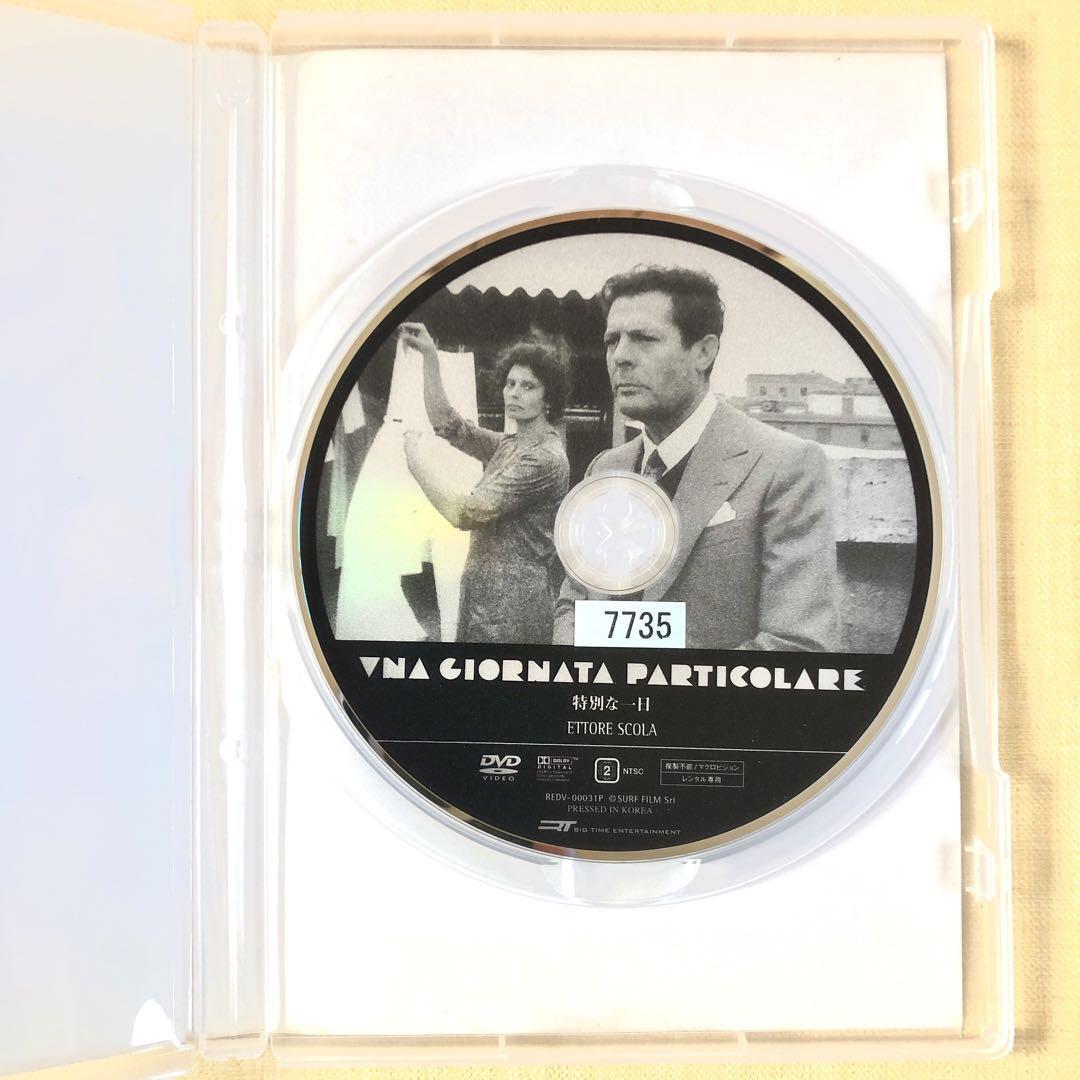 7735
VNA GIORNATA PARTICOLARE
特別な一日
ETTORE SCOLA
DVD
VIDEO
DOLBY
DIGITAL
2 NTSC
複製不能/マクロビジョン
レンタル専用
REDV-00031P ©SURF FILM Srl
PRESSED IN KOREA
BIG TIME ENTERTAINMENT